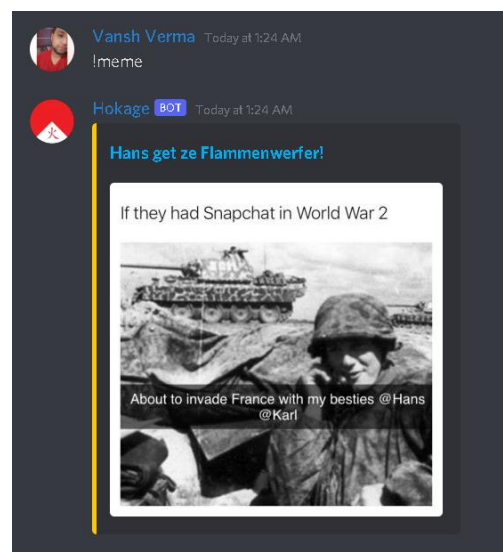 Vansh Verma Today at 1:24 AM
!meme
Hokage BOT Today at 1:24 AM
火
Hans get ze Flammenwerfer!
If they had Snapchat in World War 2
About to invade France with my besties @Hans
@Karl